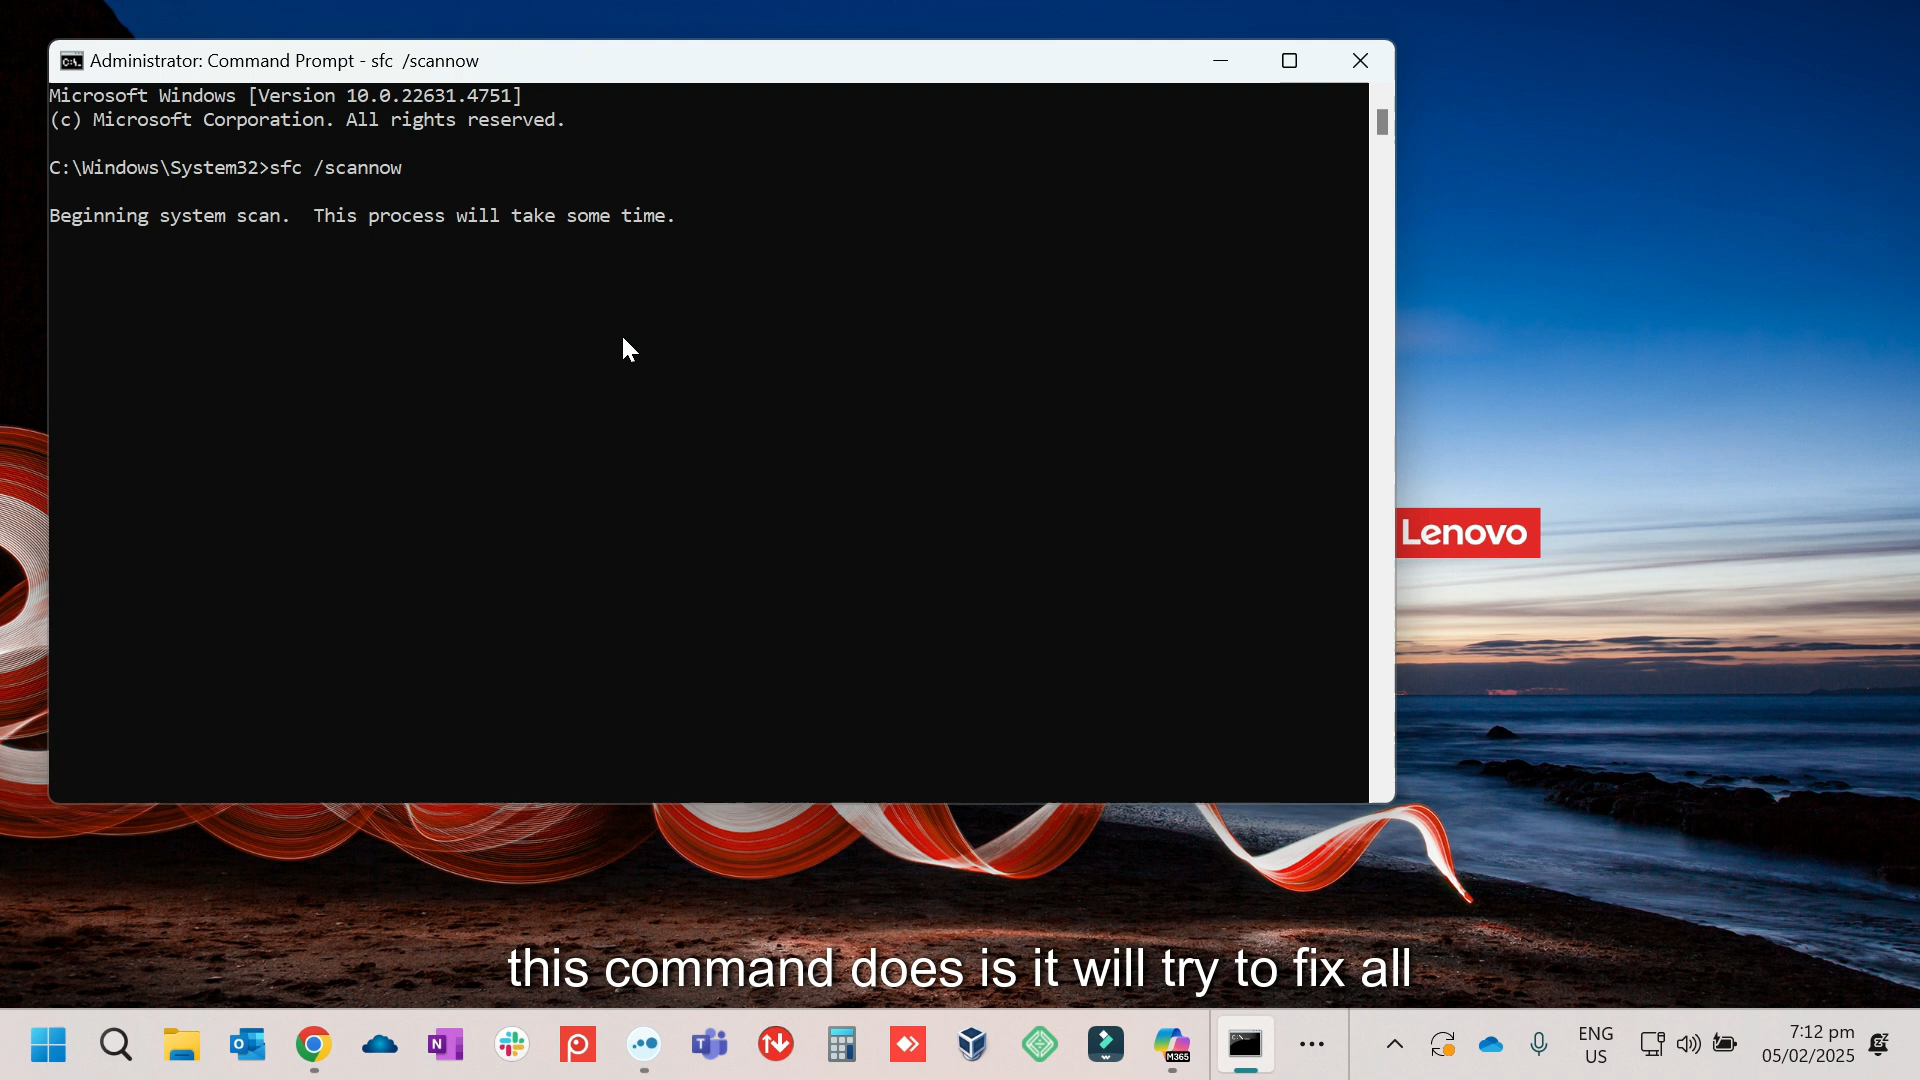 Administrator: Command Prompt - sfc  /scannow
Microsoft Windows [Version 10.0.22631.4751]
(c) Microsoft Corporation. All rights reserved.
C:\Windows\System32>sfc /scannow
Beginning system scan.  This process will take some time.
Lenovo
this command does is it will try to fix all
M365
ENG
US
7:12 pm
05/02/2025